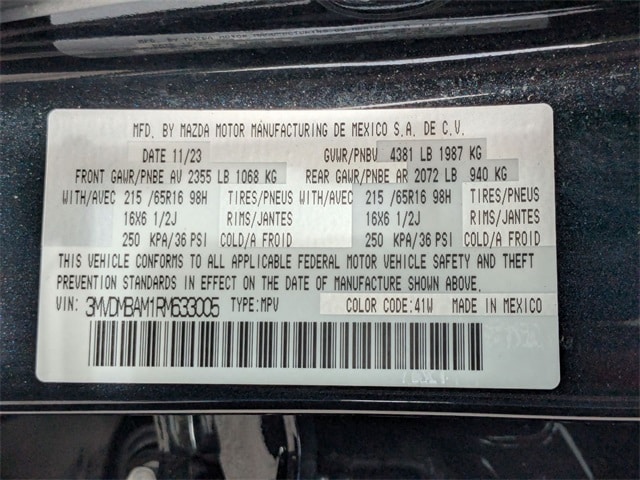 MFD. BY MAZDA MOTOR MANUFACTURING DE MEXICO S.A. DE C.V.
DATE 11/23 GVWR/PNBV 4381 LB 1987 KG
FRONT GAWR/PNBE AV 2355 LB 1068 KG REAR GAWR/PNBE AR 2072 LB 940 KG
WITH/AVEC 215 /65R16 98H TIRES/PNEUS WITH/AVEC 215 /65R16 98H TIRES/PNEUS
16X6 1/2J RIMS/JANTES 16X6 1/2J RIMS/JANTES
250 KPA/36 PSI COLD/A FROID 250 KPA/36 PSI COLD/A FROID
THIS VEHICLE CONFORMS TO ALL APPLICABLE FEDERAL MOTOR VEHICLE SAFETY AND THEFT
PREVENTION STANDARDS IN EFFECT ON THE DATE OF MANUFACTURE SHOWN ABOVE.
VIN: 3MVDMBAM1RM633005 TYPE:MPV COLOR CODE:41W MADE IN MEXICO